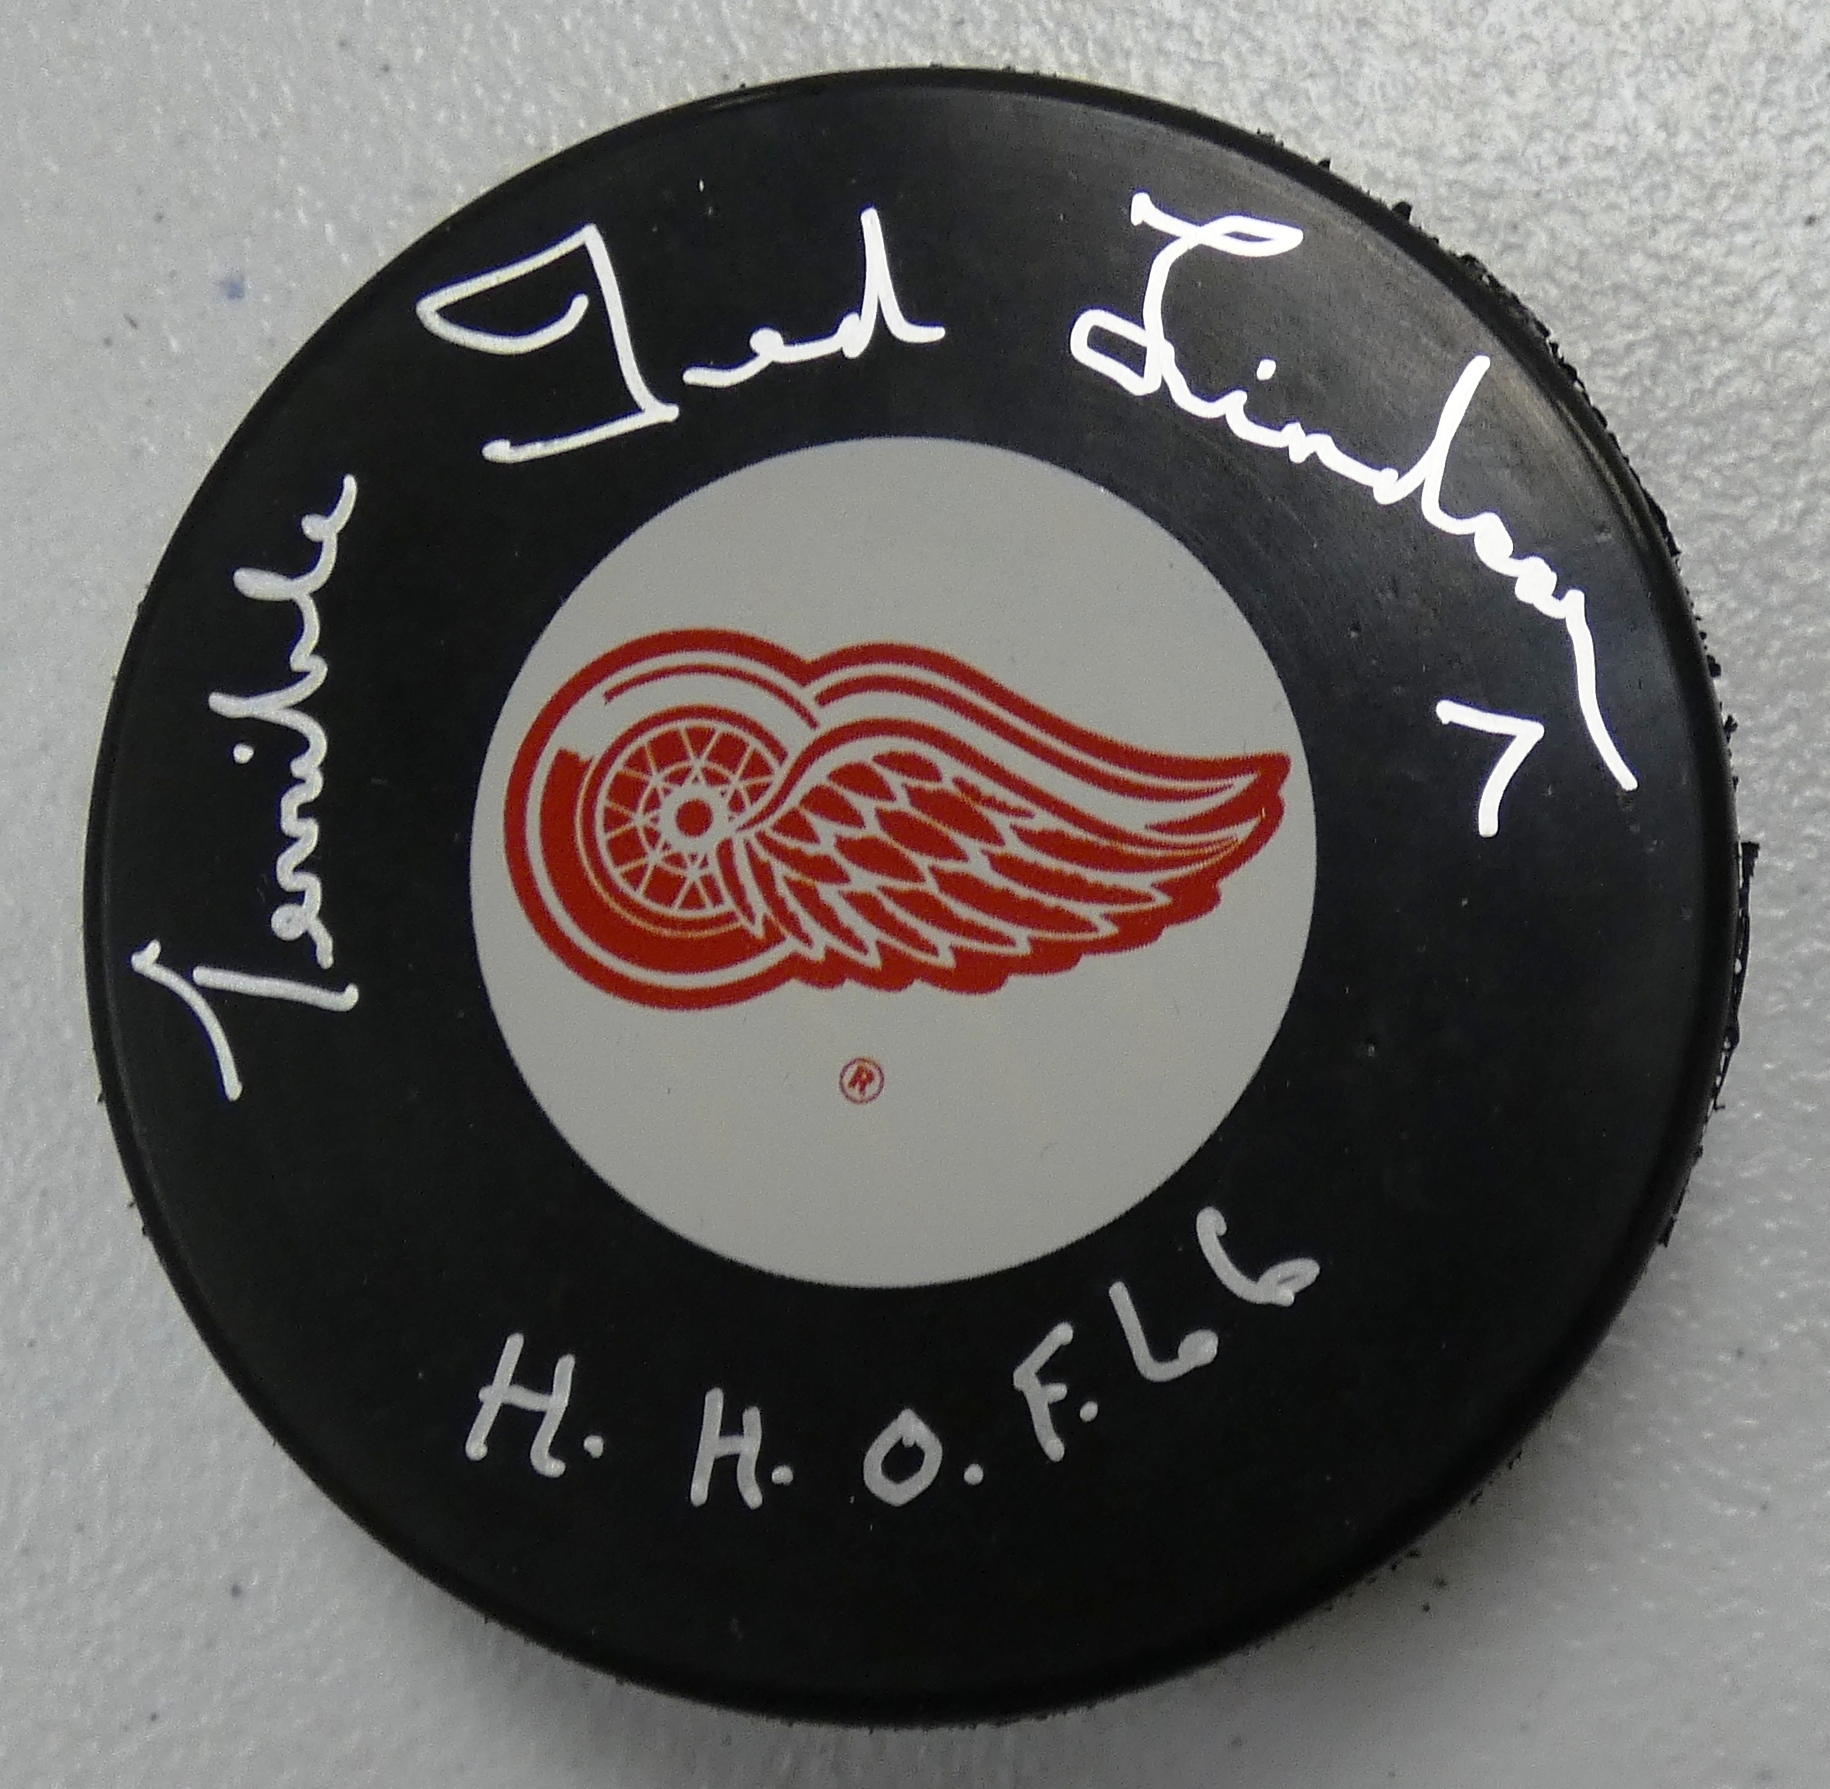 Terrible Ted Lindsay 7
®
H.H.O.F. 66